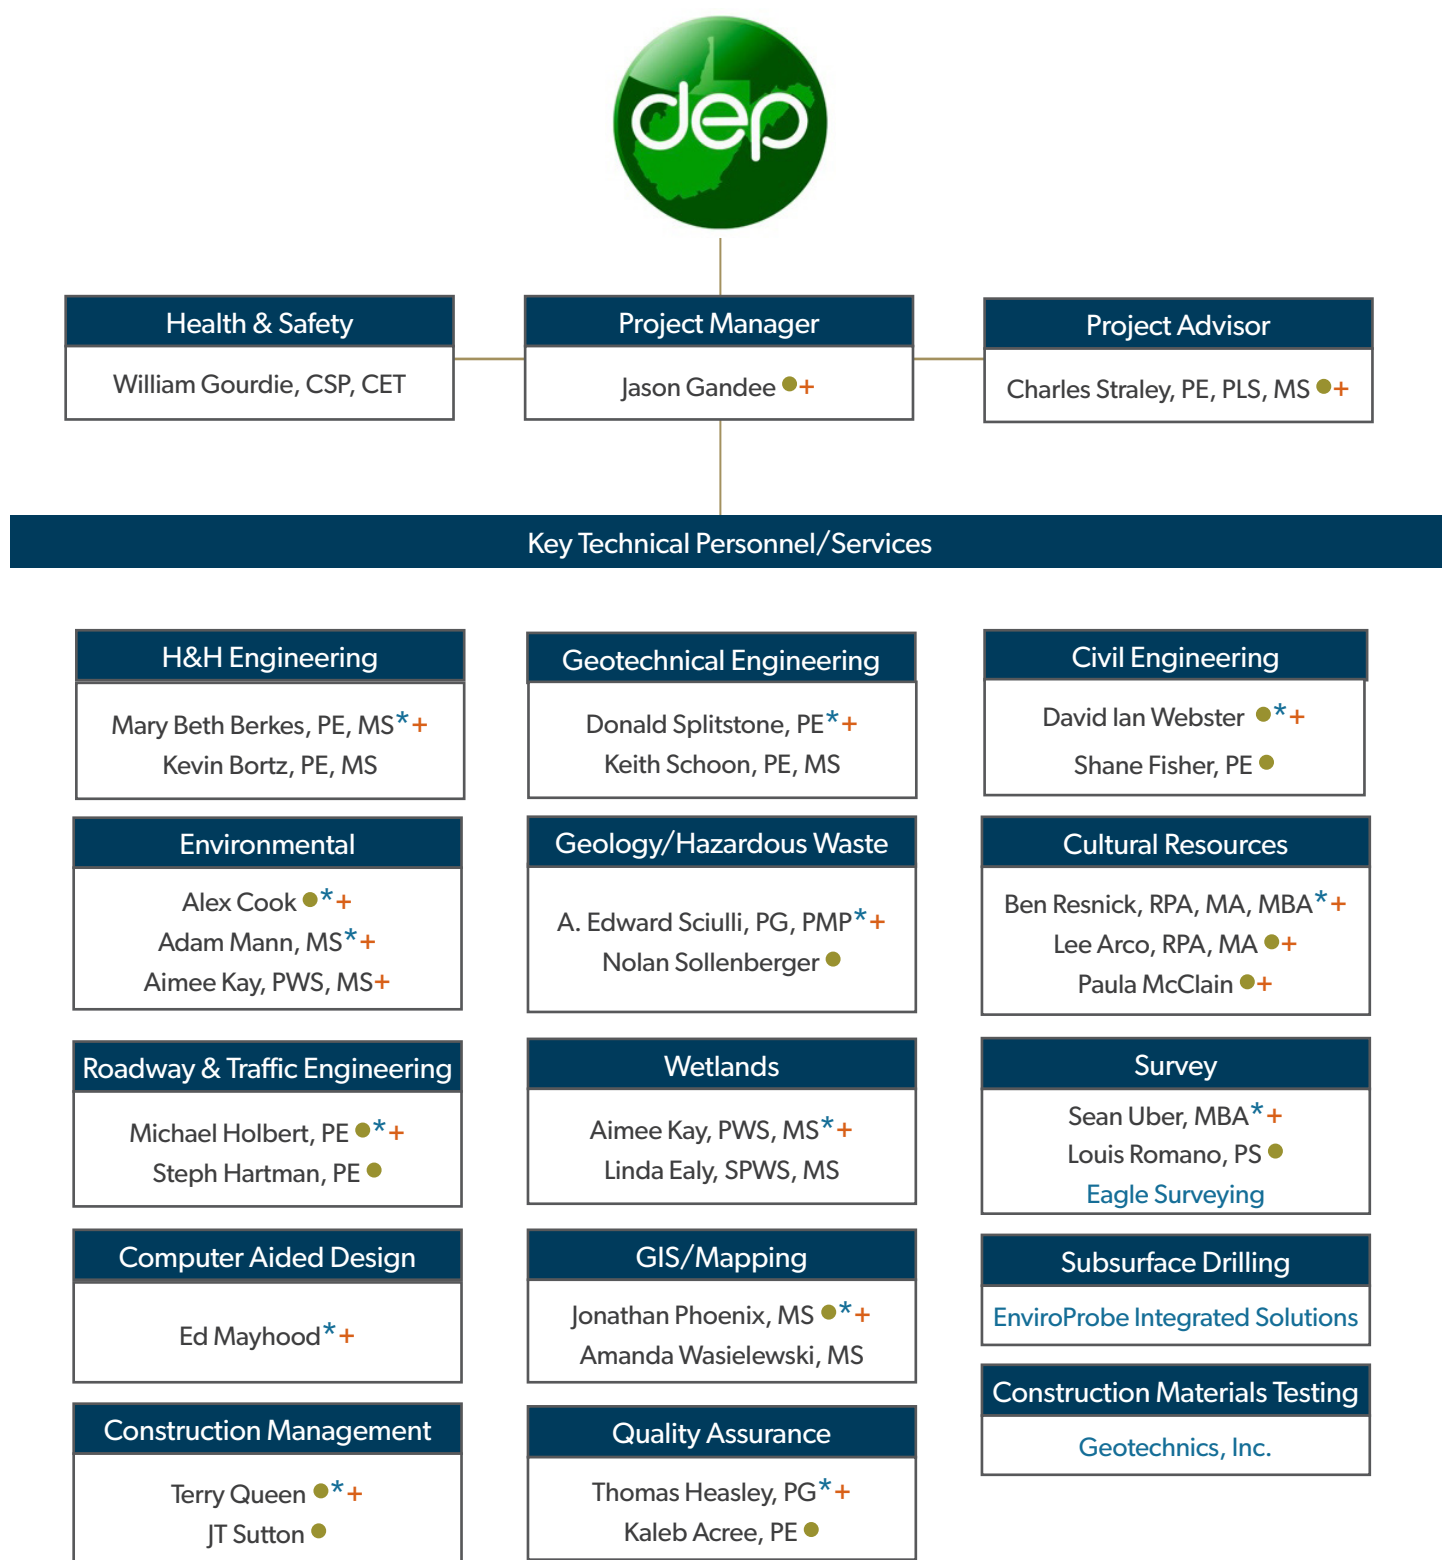 dep
Health & Safety
William Gourdie, CSP, CET
Project Manager
Jason Gandee ●+
Project Advisor
Charles Straley, PE, PLS, MS ●+
Key Technical Personnel/Services
H&H Engineering
Mary Beth Berkes, PE, MS*+
Kevin Bortz, PE, MS
Geotechnical Engineering
Donald Splitstone, PE*+
Keith Schoon, PE, MS
Civil Engineering
David Ian Webster ●*+
Shane Fisher, PE ●
Environmental
Alex Cook ●*+
Adam Mann, MS*+
Aimee Kay, PWS, MS+
Geology/Hazardous Waste
A. Edward Sciulli, PG, PMP*+
Nolan Sollenberger ●
Cultural Resources
Ben Resnick, RPA, MA, MBA*+
Lee Arco, RPA, MA ●+
Paula McClain ●+
Roadway & Traffic Engineering
Michael Holbert, PE ●*+
Steph Hartman, PE ●
Wetlands
Aimee Kay, PWS, MS*+
Linda Ealy, SPWS, MS
Survey
Sean Uber, MBA*+
Louis Romano, PS ●
Eagle Surveying
Computer Aided Design
Ed Mayhood*+
GIS/Mapping
Jonathan Phoenix, MS ●*+
Amanda Wasielewski, MS
Subsurface Drilling
EnviroProbe Integrated Solutions
Construction Materials Testing
Geotechnics, Inc.
Construction Management
Terry Queen ●*+
JT Sutton ●
Quality Assurance
Thomas Heasley, PG*+
Kaleb Acree, PE ●